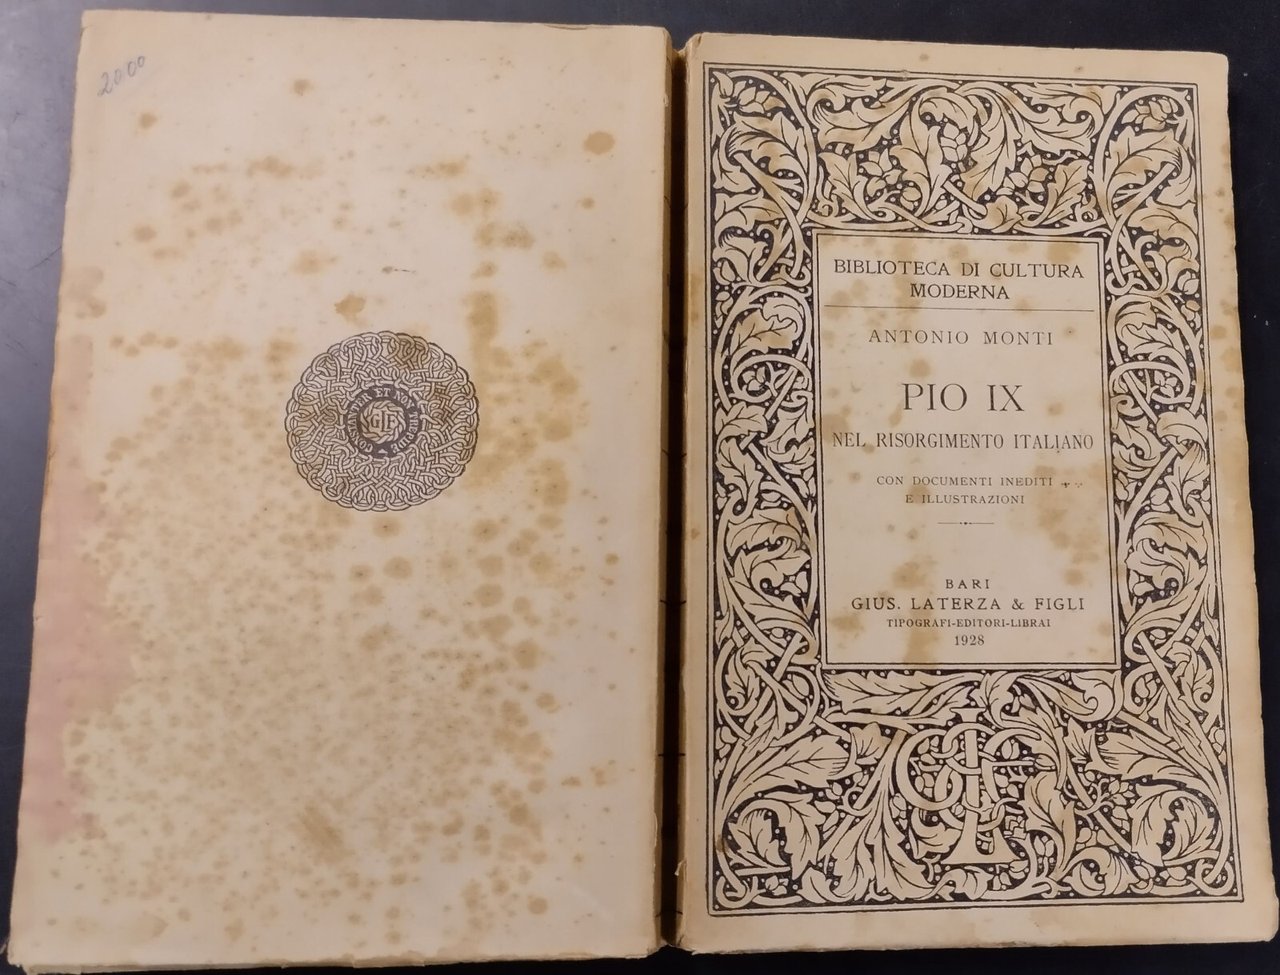 2000
GLF
BIBLIOTECA DI CULTURA
MODERNA
ANTONIO MONTI
PIO IX
NEL RISORGIMENTO ITALIANO
CON DOCUMENTI INEDITI
E ILLUSTRAZIONI
BARI
GIUS. LATERZA & FIGLI
TIPOGRAFI-EDITORI-LIBRAI
1928